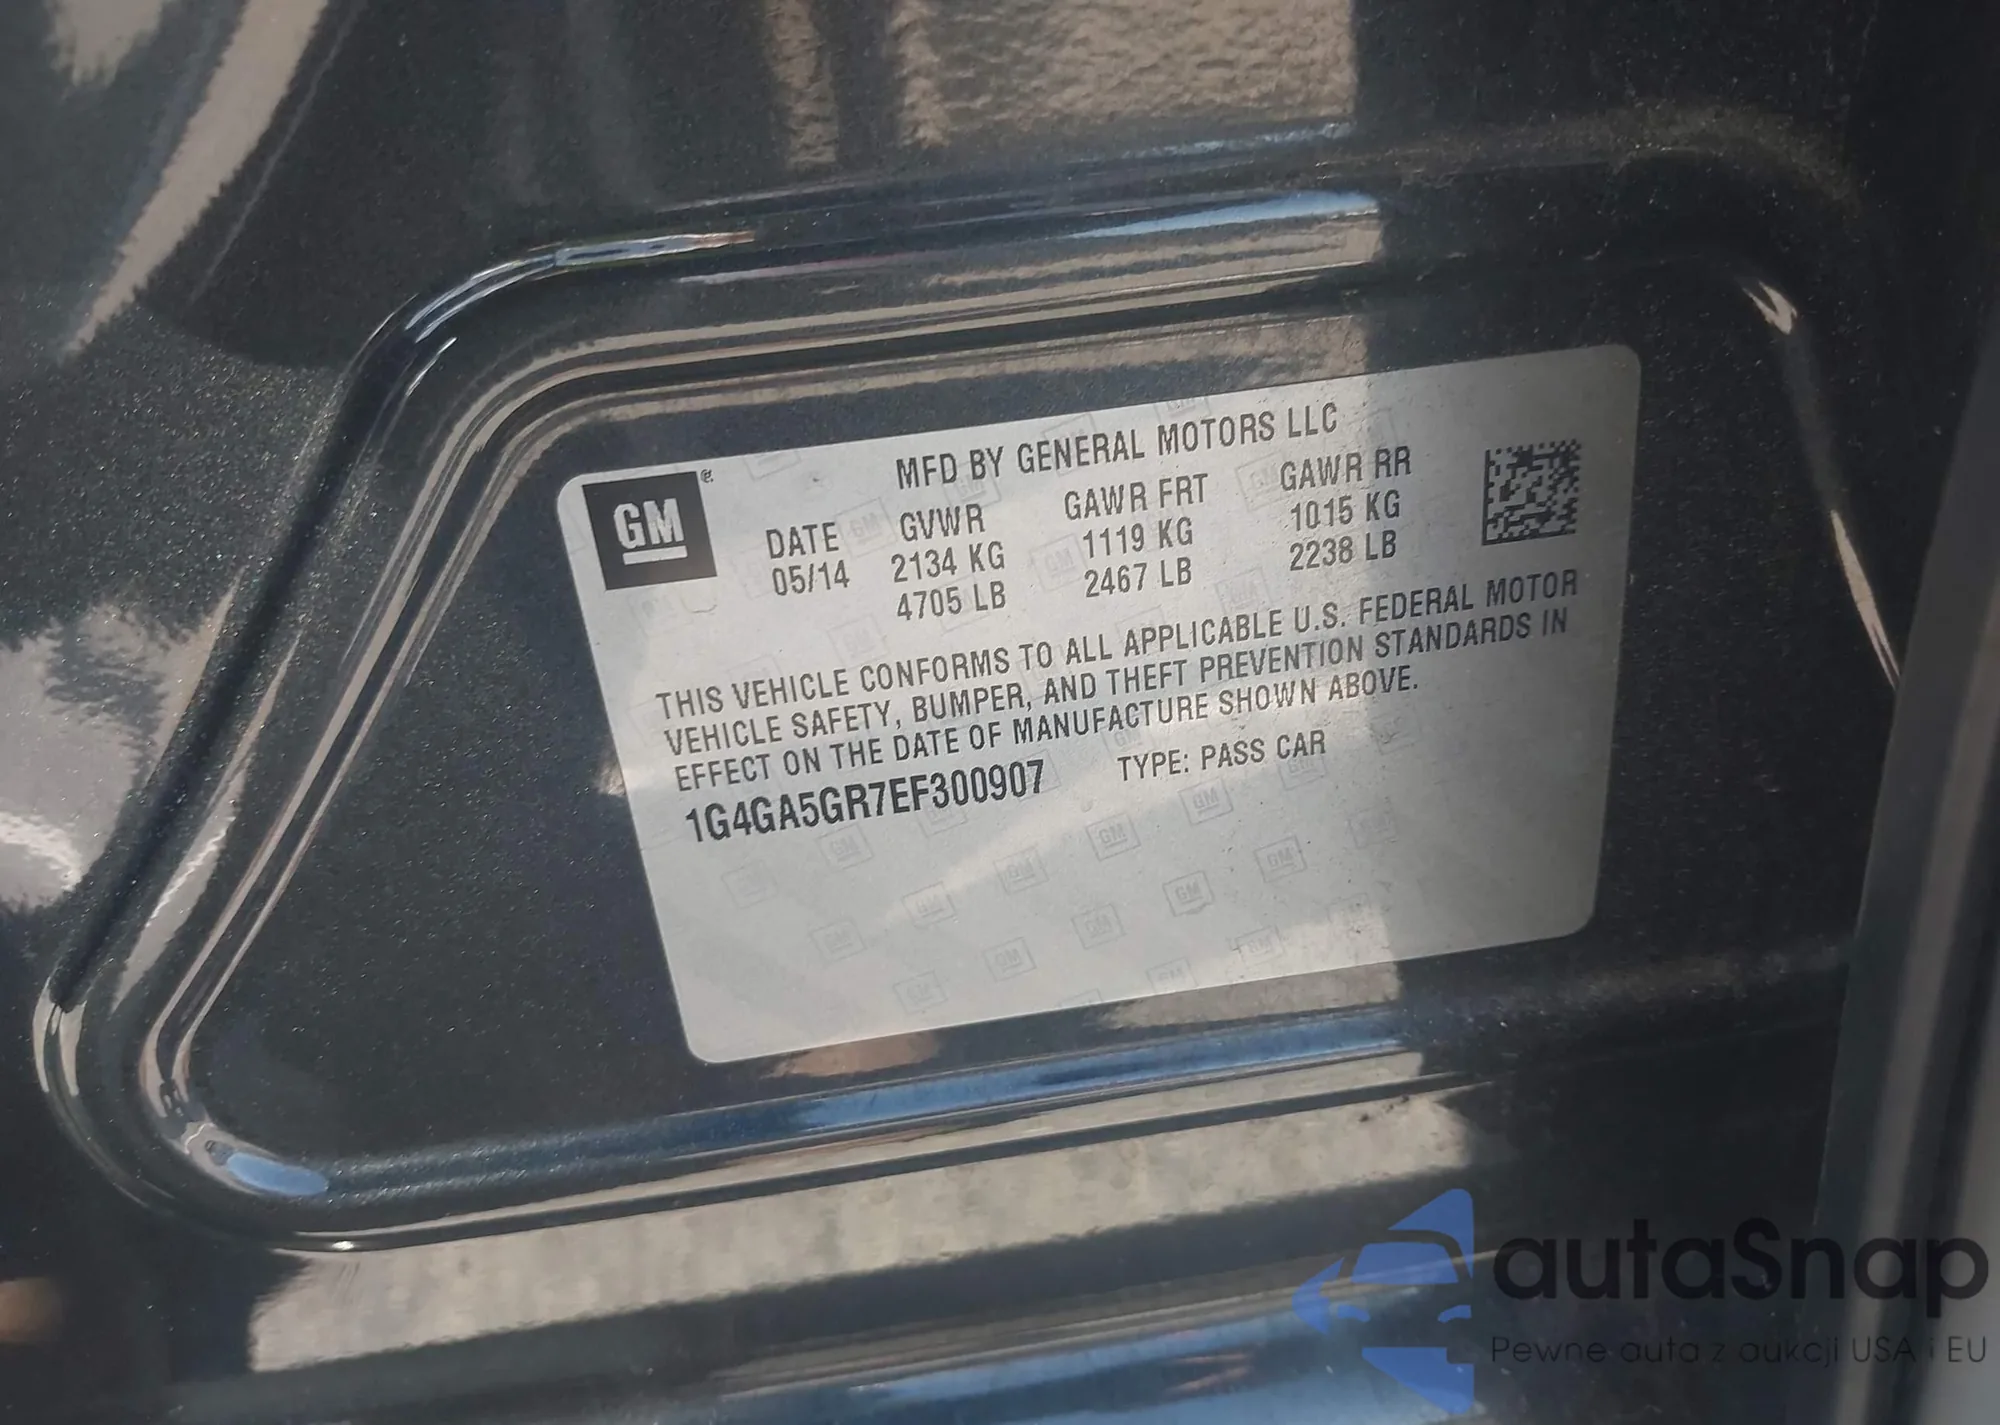 MFD BY GENERAL MOTORS LLC
GM
DATE GVWR GAWR FRT GAWR RR
05/14 2134 KG 1119 KG 1015 KG
4705 LB 2467 LB 2238 LB
THIS VEHICLE CONFORMS TO ALL APPLICABLE U.S. FEDERAL MOTOR
VEHICLE SAFETY, BUMPER, AND THEFT PREVENTION STANDARDS IN
EFFECT ON THE DATE OF MANUFACTURE SHOWN ABOVE.
1G4GA5GR7EF300907 TYPE: PASS CAR
autaSnap
Pewne auta z aukcji USA i EU